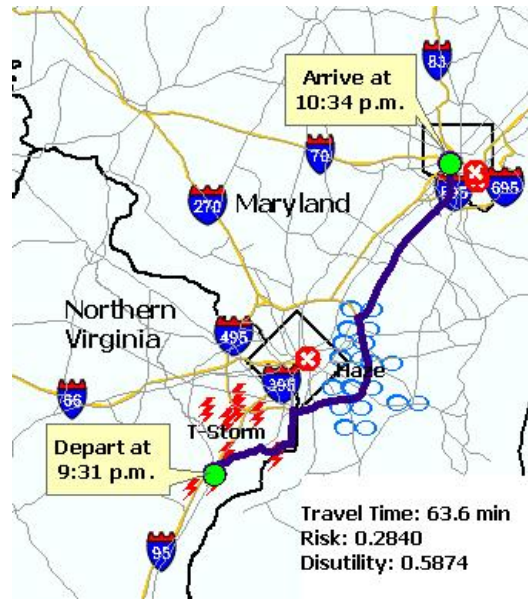 83
Arrive at
10:34 p.m.
70
695
270
Maryland
Northern
Virginia
495
Haze
395
66
T-Storm
Depart at
9:31 p.m.
Travel Time: 63.6 min
Risk: 0.2840
Disutility: 0.5874
95